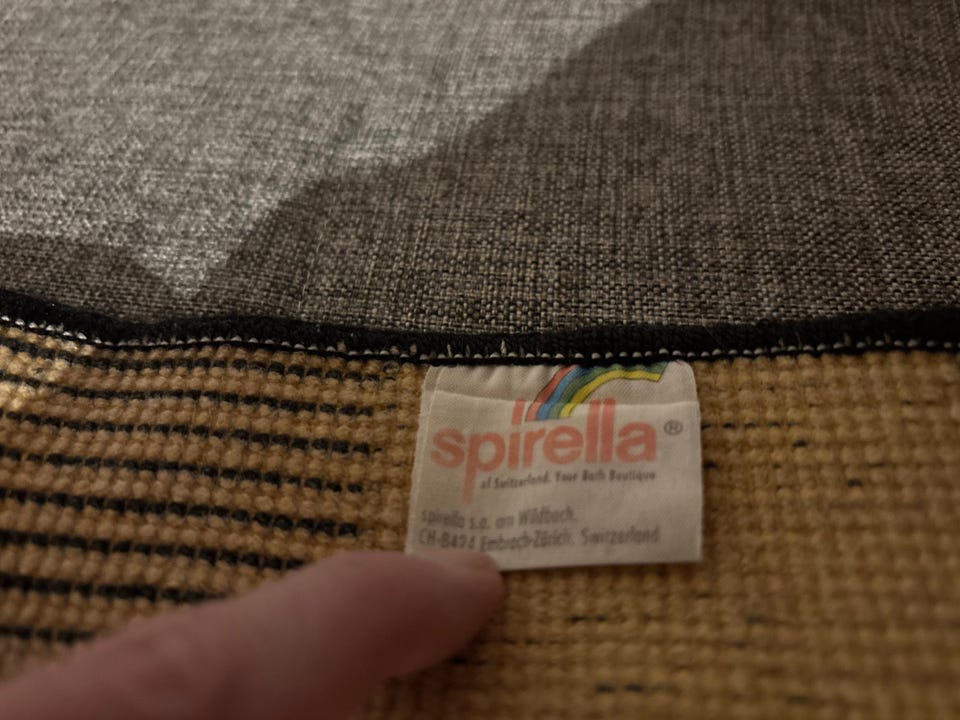 spirella®
of Switzerland. Your Bath Boutique
spirella s.a. am Wildbach.
CH-8424 Embrach-Zürich. Switzerland